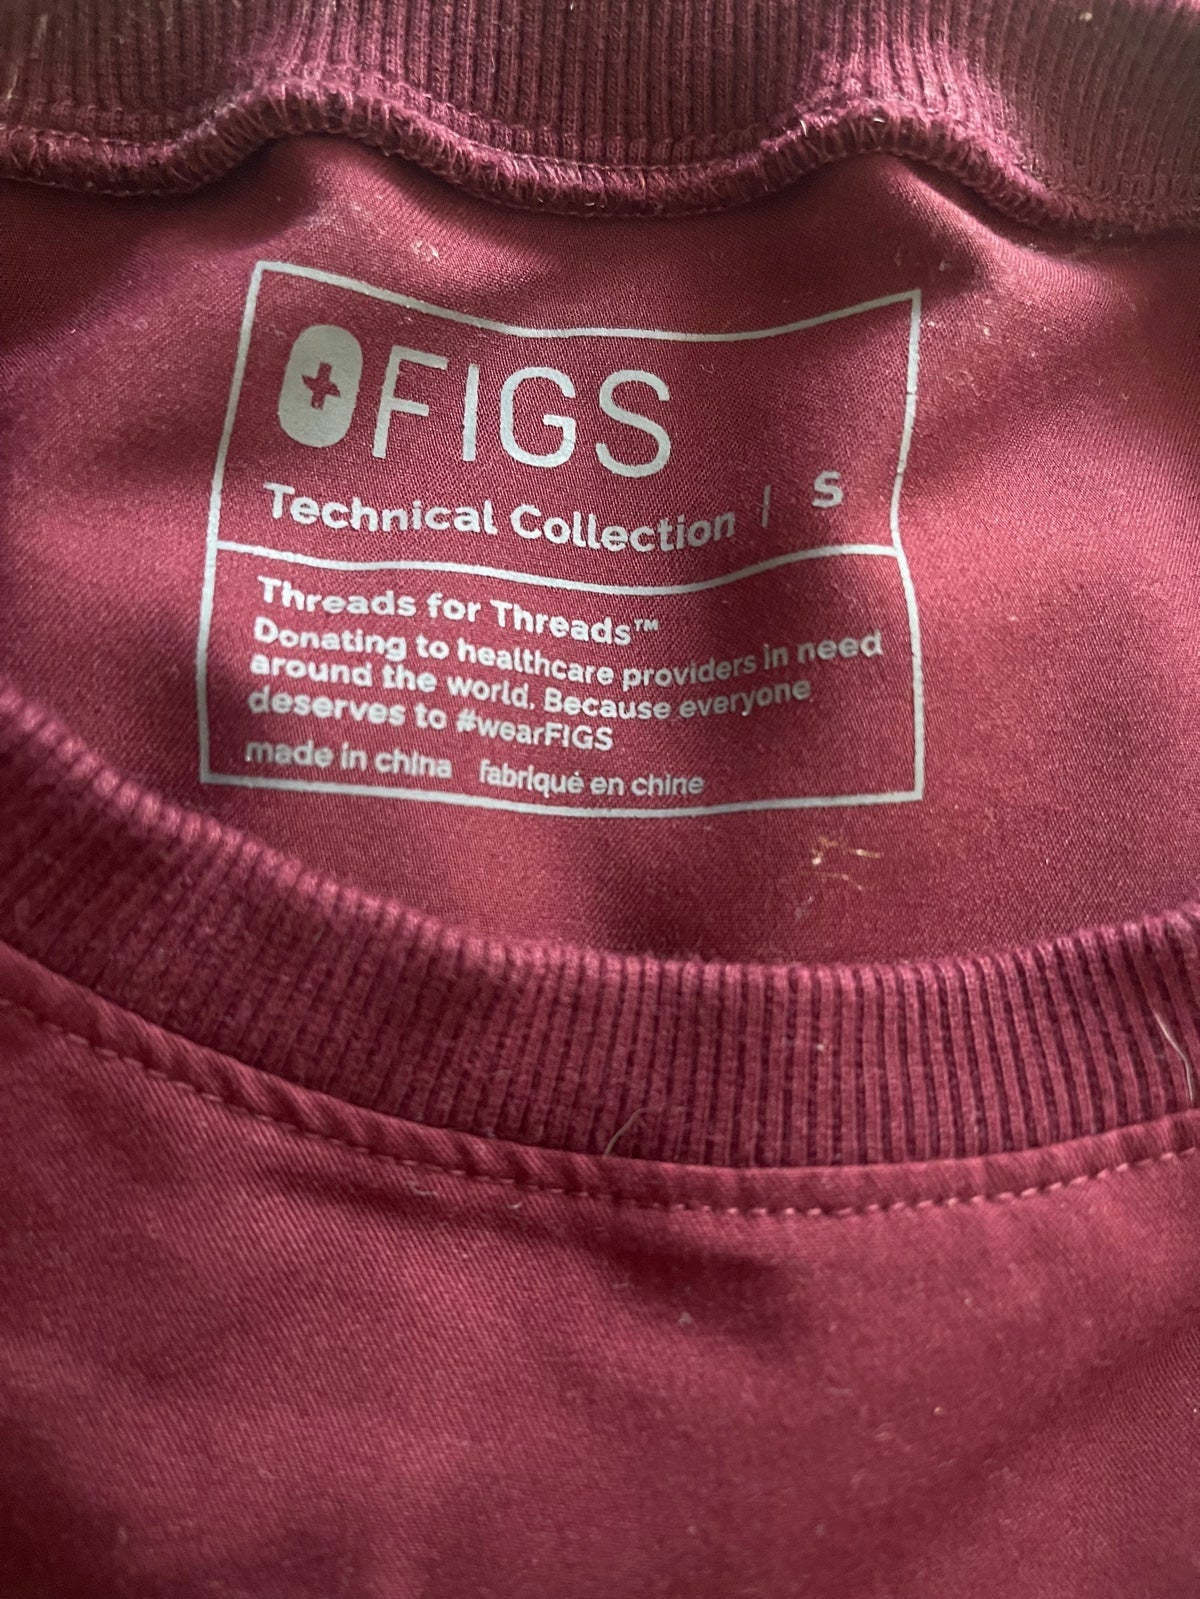 FIGS
Technical Collection | S
Threads for Threads™
Donating to healthcare providers in need
around the world. Because everyone
deserves to #wearFIGS
made in china fabriqué en chine